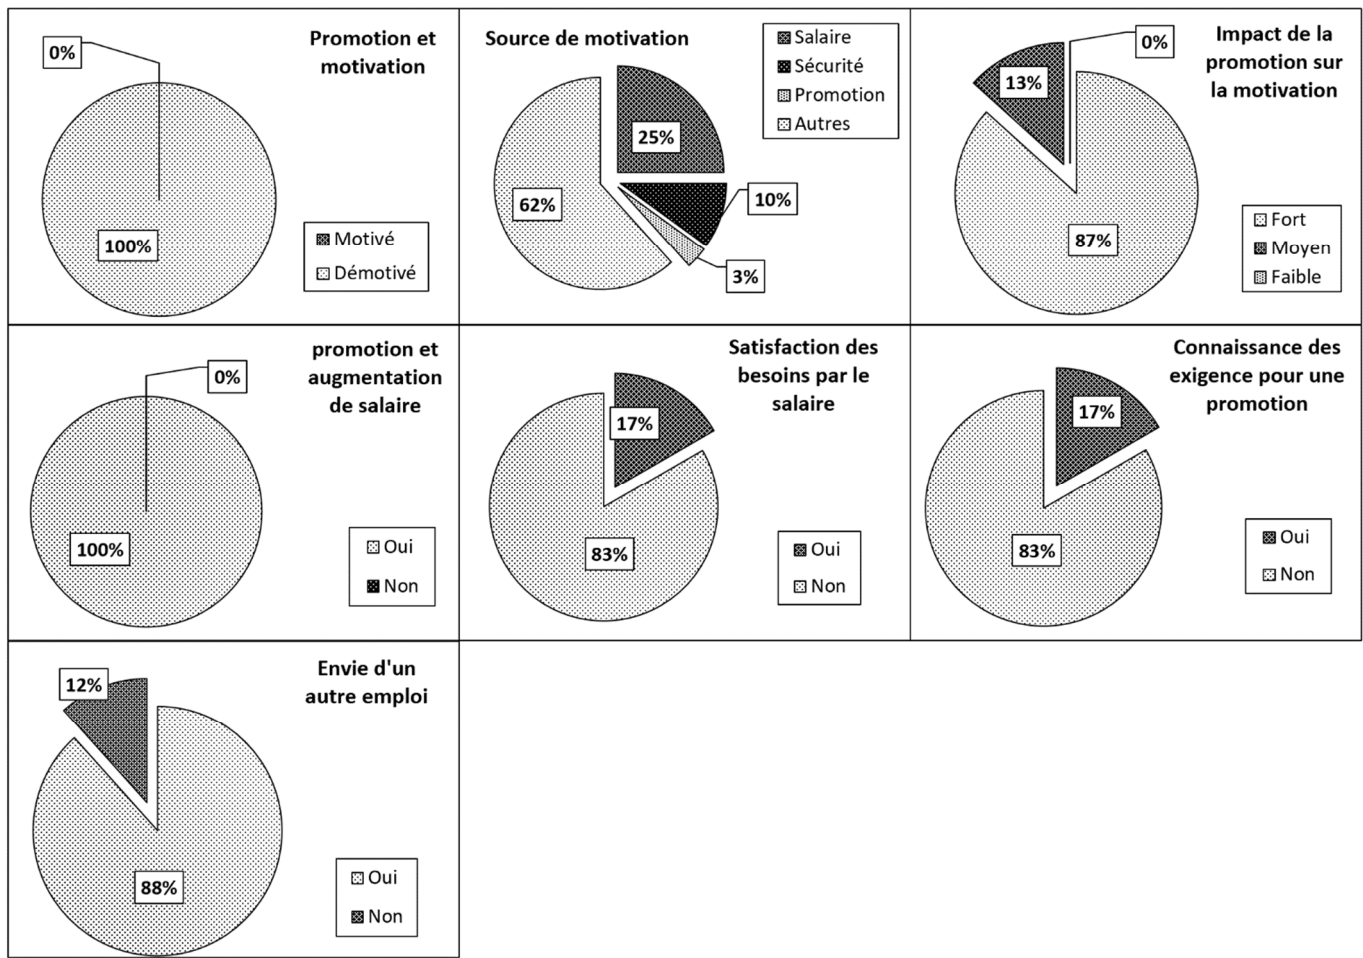 Promotion et
motivation
0%
100%
Motivé
Démotivé
Source de motivation
Salaire
Sécurité
Promotion
Autres
25%
10%
3%
62%
Impact de la
promotion sur
la motivation
0%
13%
87%
Fort
Moyen
Faible
promotion et
augmentation
de salaire
0%
100%
Oui
Non
Satisfaction des
besoins par le
salaire
17%
83%
Oui
Non
Connaissance des
exigence pour une
promotion
17%
83%
Oui
Non
Envie d'un
autre emploi
12%
88%
Oui
Non